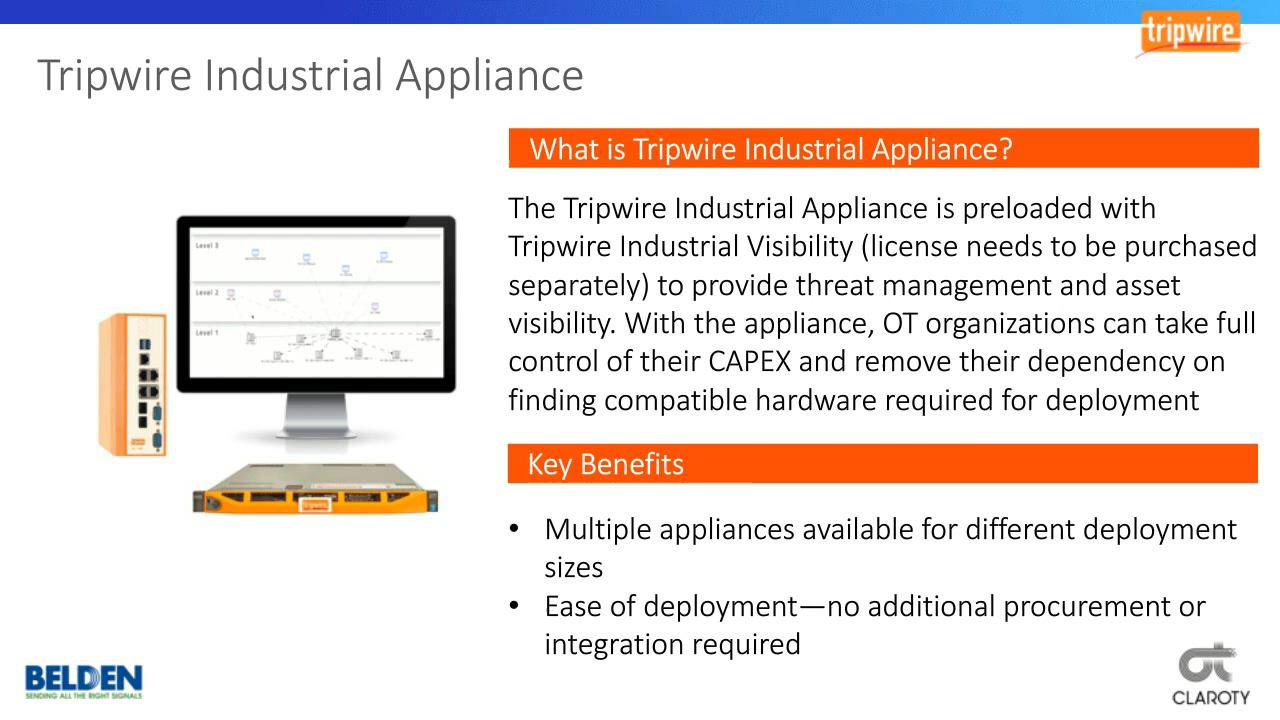 tripwire
Tripwire Industrial Appliance
What is Tripwire Industrial Appliance?
The Tripwire Industrial Appliance is preloaded with
Tripwire Industrial Visibility (license needs to be purchased
separately) to provide threat management and asset
visibility. With the appliance, OT organizations can take full
control of their CAPEX and remove their dependency on
finding compatible hardware required for deployment
Level 3
Level 2
Level 1
tripwire
Key Benefits
• Multiple appliances available for different deployment
sizes
• Ease of deployment—no additional procurement or
integration required
BELDEN
SENDING ALL THE RIGHT SIGNALS
CLAROTY